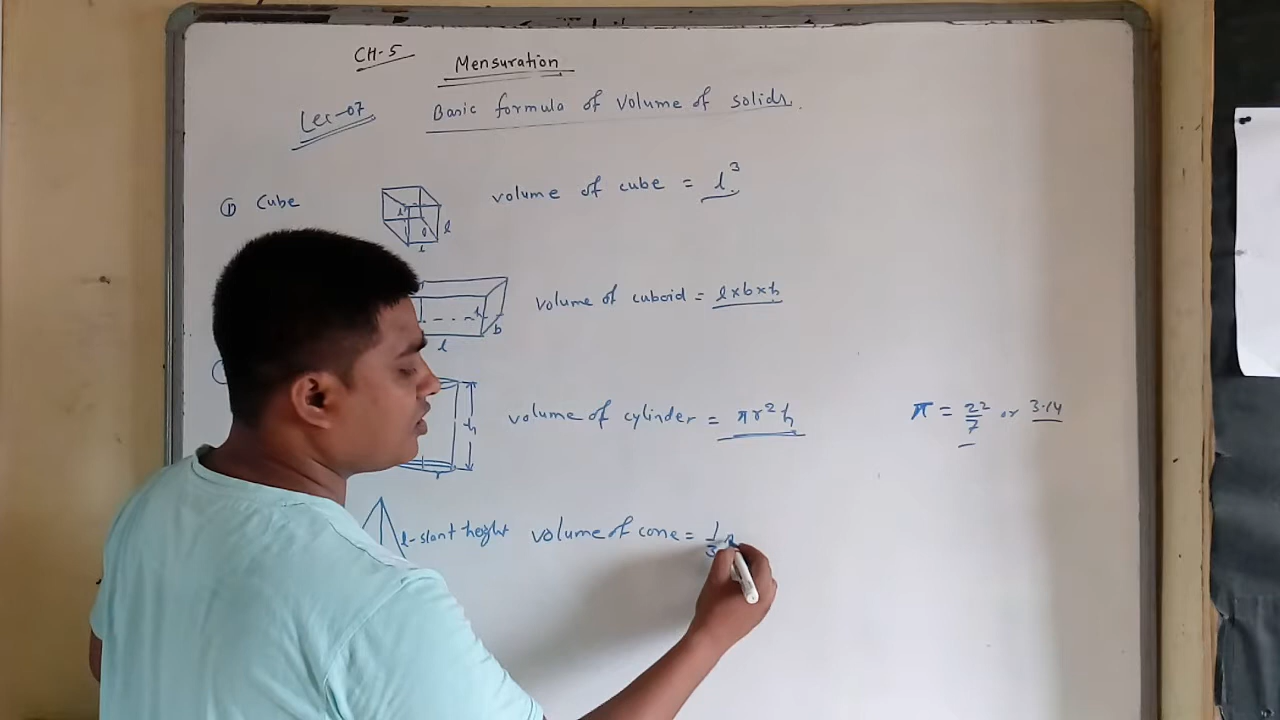 CH-5
Mensuration
Lec-07
Basic formula of Volume of solids.
① Cube
l
l
volume of cube = l³
volume of cuboid = l×b×h
h
b
l
volume of cylinder = πr²h
h
r
π = 22/7 or 3.14
l-slant height
volume of cone = 1/3